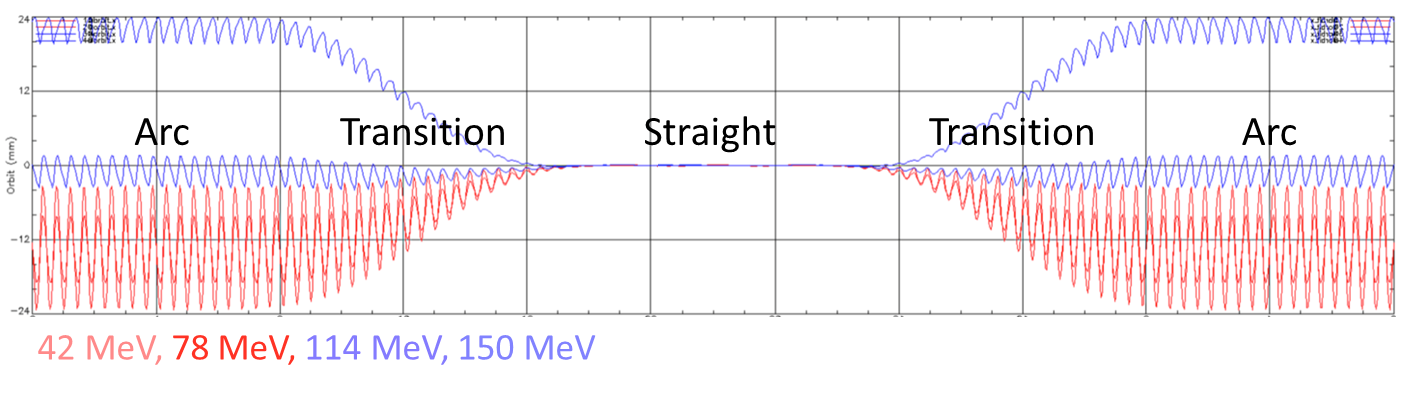 24
12
Arc Transition Straight Transition Arc
0
Orbit (mm)
−12
−24
42 MeV, 78 MeV, 114 MeV, 150 MeV